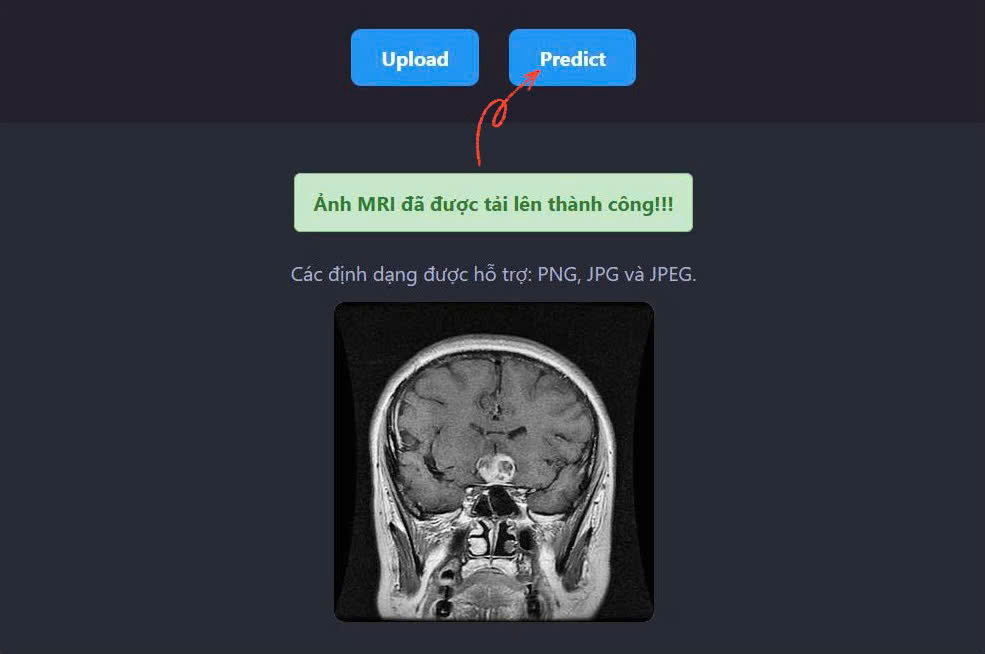 Upload
Predict
Ảnh MRI đã được tải lên thành công!!!
Các định dạng được hỗ trợ: PNG, JPG và JPEG.